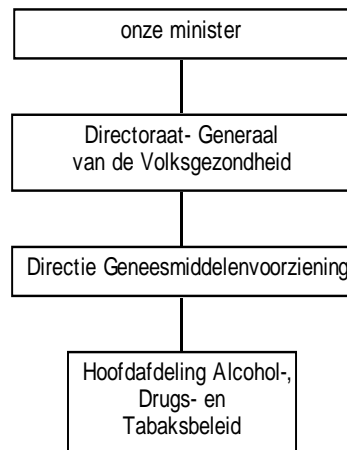 onze minister
Directoraat- Generaal
van de Volksgezondheid
Directie Geneesmiddelenvoorziening
Hoofdafdeling Alcohol-,
Drugs- en
Tabaksbeleid